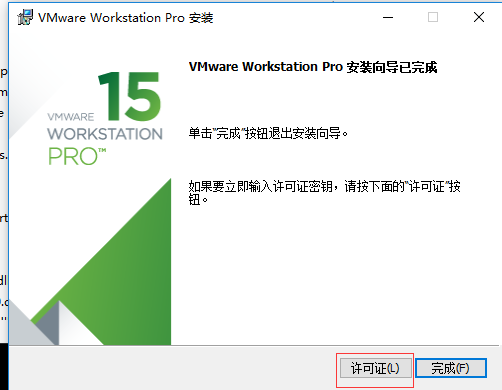 VMware Workstation Pro 安装
VMware Workstation Pro 安装向导已完成
15
VMWARE
WORKSTATION
PRO™
单击"完成"按钮退出安装向导。
如果要立即输入许可证密钥，请按下面的"许可证"按
钮。
许可证(L)
完成(F)